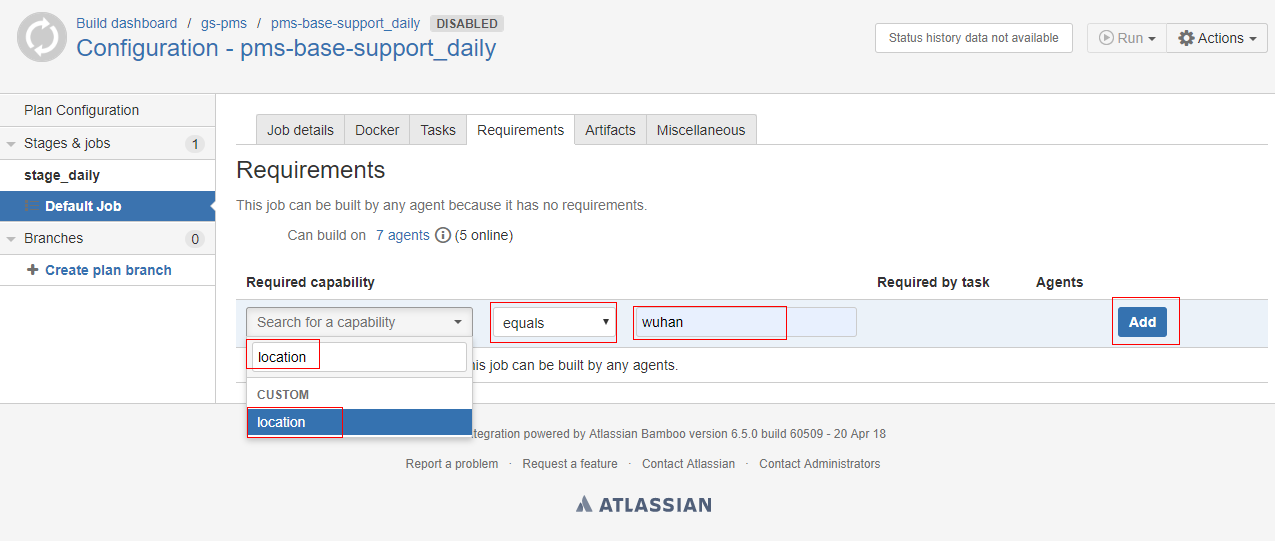 Build dashboard / gs-pms / pms-base-support_daily DISABLED
Configuration - pms-base-support_daily
Status history data not available
Run
Actions
Plan Configuration
Stages & jobs 1
stage_daily
Default Job
Branches 0
Create plan branch
Job details Docker Tasks Requirements Artifacts Miscellaneous
Requirements
This job can be built by any agent because it has no requirements.
Can build on 7 agents (5 online)
Required capability Required by task Agents
Search for a capability equals wuhan Add
location
job can be built by any agents.
CUSTOM
location
powered by Atlassian Bamboo version 6.5.0 build 60509 - 20 Apr 18
Report a problem · Request a feature · Contact Atlassian · Contact Administrators
ATLASSIAN